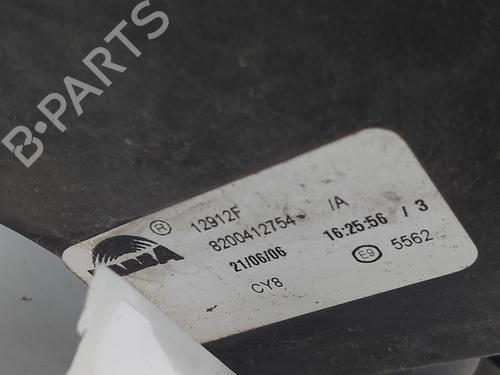 B-PARTS
® 12912F
8200412754- /A
21/06/06 16:25:56 / 3
E9 5562
CY8